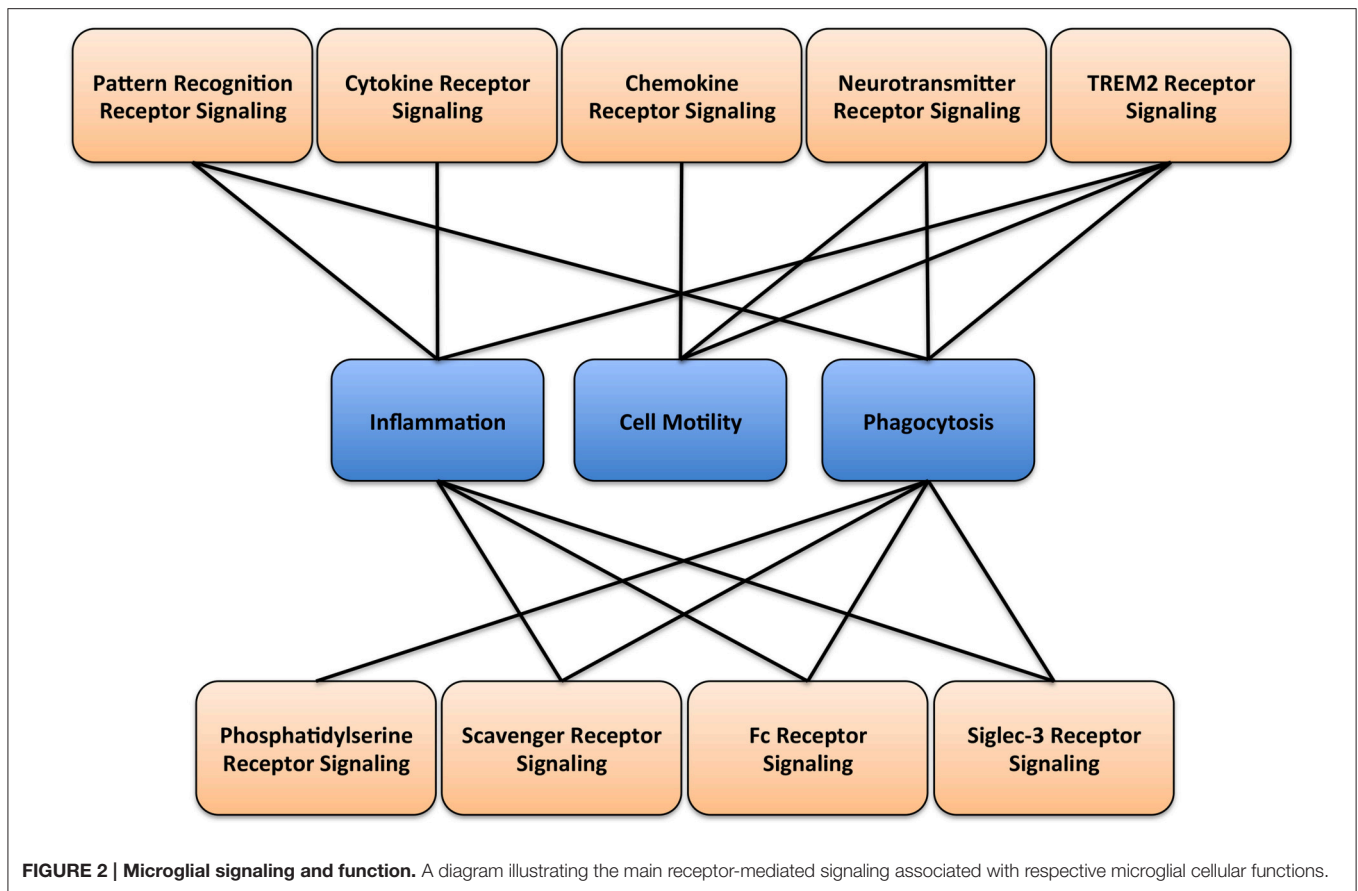 Pattern Recognition
Receptor Signaling
Cytokine Receptor
Signaling
Chemokine
Receptor Signaling
Neurotransmitter
Receptor Signaling
TREM2 Receptor
Signaling
Inflammation
Cell Motility
Phagocytosis
Phosphatidylserine
Receptor Signaling
Scavenger Receptor
Signaling
Fc Receptor
Signaling
Siglec-3 Receptor
Signaling
FIGURE 2 | Microglial signaling and function. A diagram illustrating the main receptor-mediated signaling associated with respective microglial cellular functions.